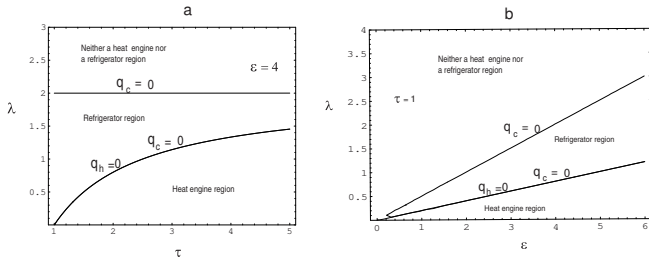 a
3
2.5
2
1.5
1
0.5
λ
Neither a heat engine nor
a refrigerator region
ε = 4
q_c = 0
Refrigerator region
q_c = 0
q_h=0
Heat engine region
1
2
3
4
5
τ
b
4
3.5
3
2.5
2
1.5
1
0.5
0
λ
Neither a heat engine nor
a refrigerator region
τ = 1
q_c = 0
Refrigerator region
q_c = 0
q_h=0
Heat engine region
0
1
2
3
4
5
6
ε